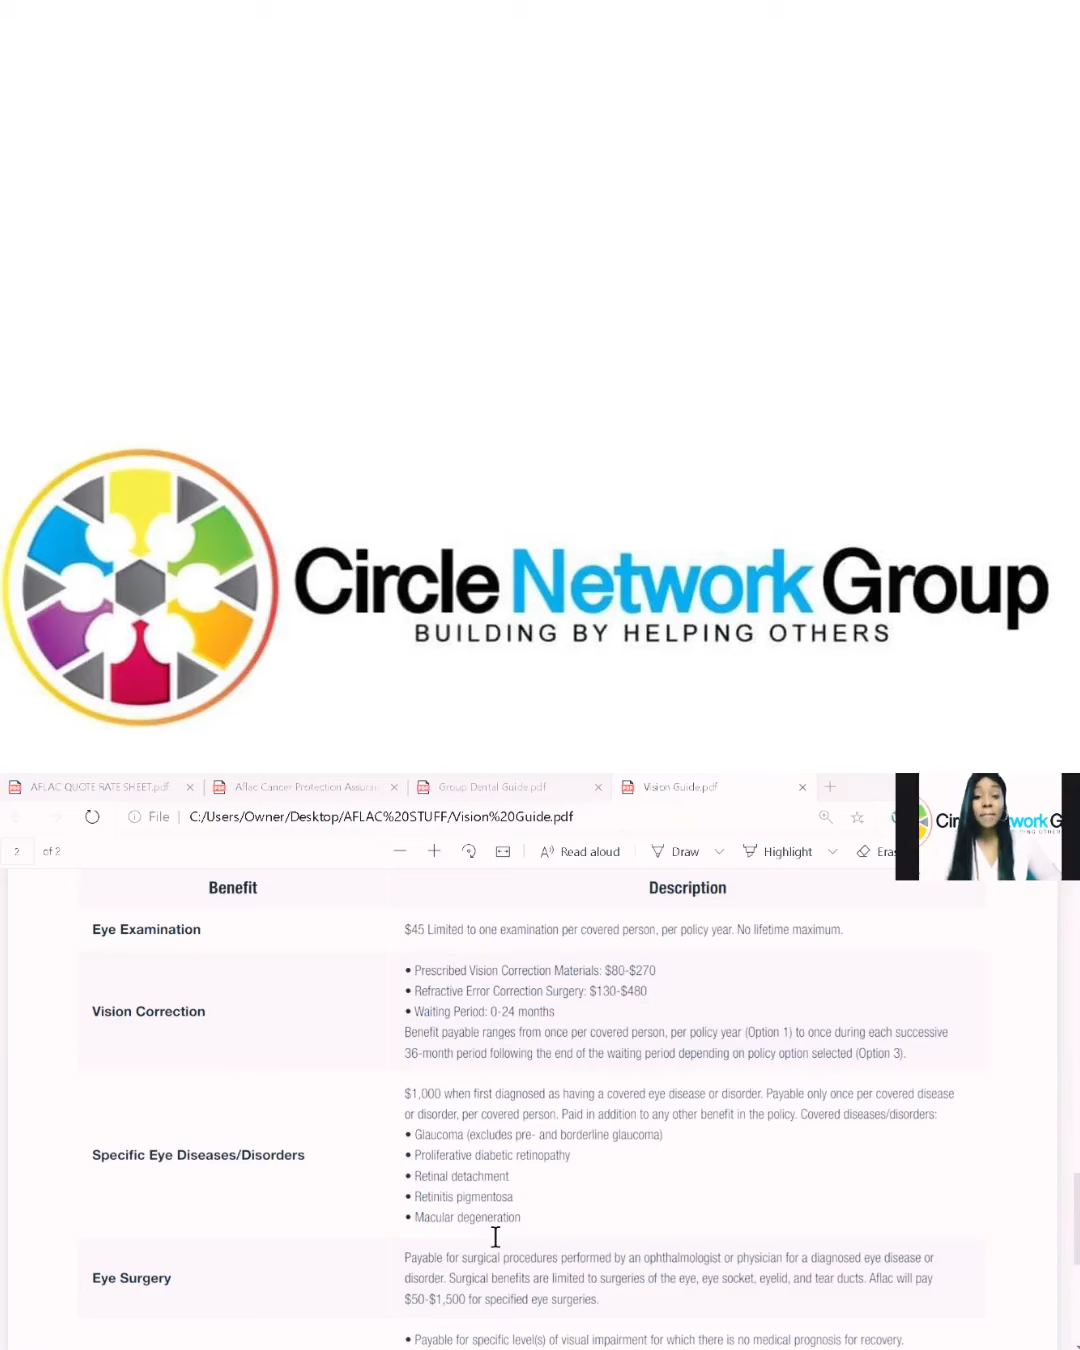 Circle Network Group
BUILDING BY HELPING OTHERS
AFLAC QUOTE RATE SHEET.pdf
Aflac Cancer Protection Assuran
Group Dental Guide.pdf
Vision Guide.pdf
File
C:/Users/Owner/Desktop/AFLAC%20STUFF/Vision%20Guide.pdf
2 of 2
Read aloud
Draw
Highlight
Eras
Cir
work G
Benefit Description
Eye Examination
$45 Limited to one examination per covered person, per policy year. No lifetime maximum.
Vision Correction
• Prescribed Vision Correction Materials: $80-$270
• Refractive Error Correction Surgery: $130-$480
• Waiting Period: 0-24 months
Benefit payable ranges from once per covered person, per policy year (Option 1) to once during each successive
36-month period following the end of the waiting period depending on policy option selected (Option 3).
Specific Eye Diseases/Disorders
$1,000 when first diagnosed as having a covered eye disease or disorder. Payable only once per covered disease
or disorder, per covered person. Paid in addition to any other benefit in the policy. Covered diseases/disorders:
• Glaucoma (excludes pre- and borderline glaucoma)
• Proliferative diabetic retinopathy
• Retinal detachment
• Retinitis pigmentosa
• Macular degeneration
Eye Surgery
Payable for surgical procedures performed by an ophthalmologist or physician for a diagnosed eye disease or
disorder. Surgical benefits are limited to surgeries of the eye, eye socket, eyelid, and tear ducts. Aflac will pay
$50-$1,500 for specified eye surgeries.
• Payable for specific level(s) of visual impairment for which there is no medical prognosis for recovery.